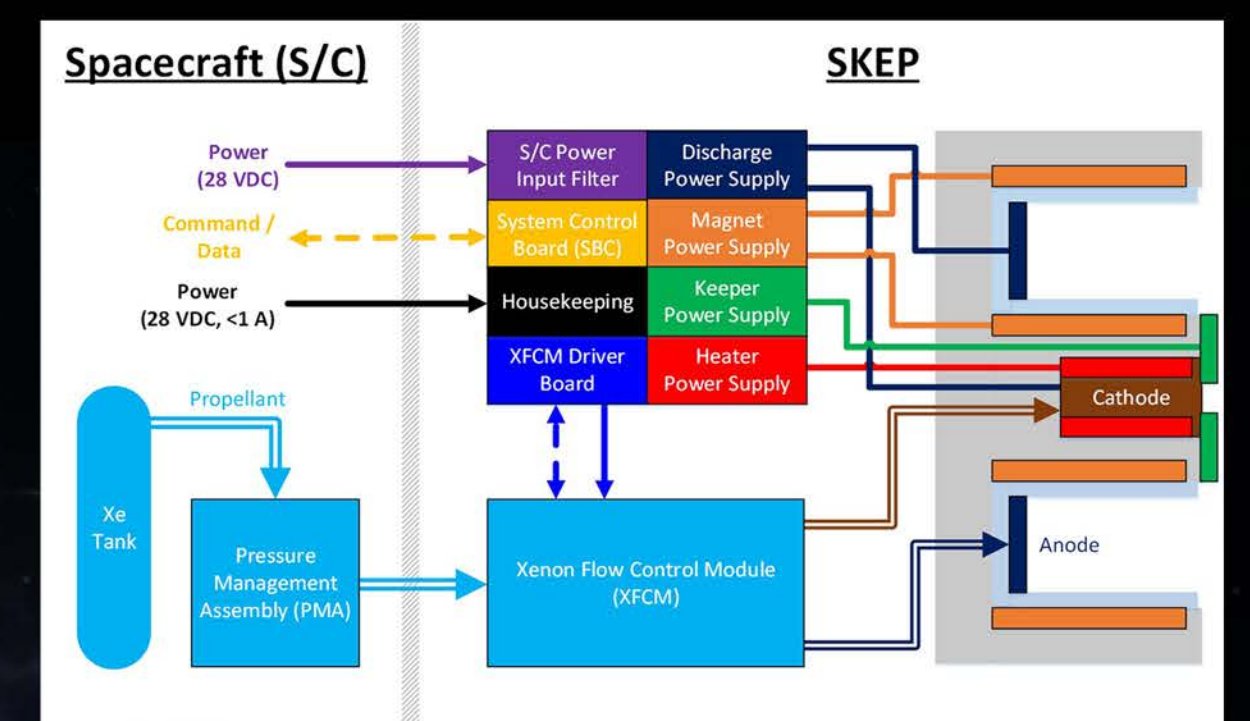 Spacecraft (S/C)
SKEP
Power
(28 VDC)
Command /
Data
Power
(28 VDC, <1 A)
S/C Power
Input Filter
Discharge
Power Supply
System Control
Board (SBC)
Magnet
Power Supply
Housekeeping
Keeper
Power Supply
XFCM Driver
Board
Heater
Power Supply
Cathode
Propellant
Xe
Tank
Pressure
Management
Assembly (PMA)
Xenon Flow Control Module
(XFCM)
Anode